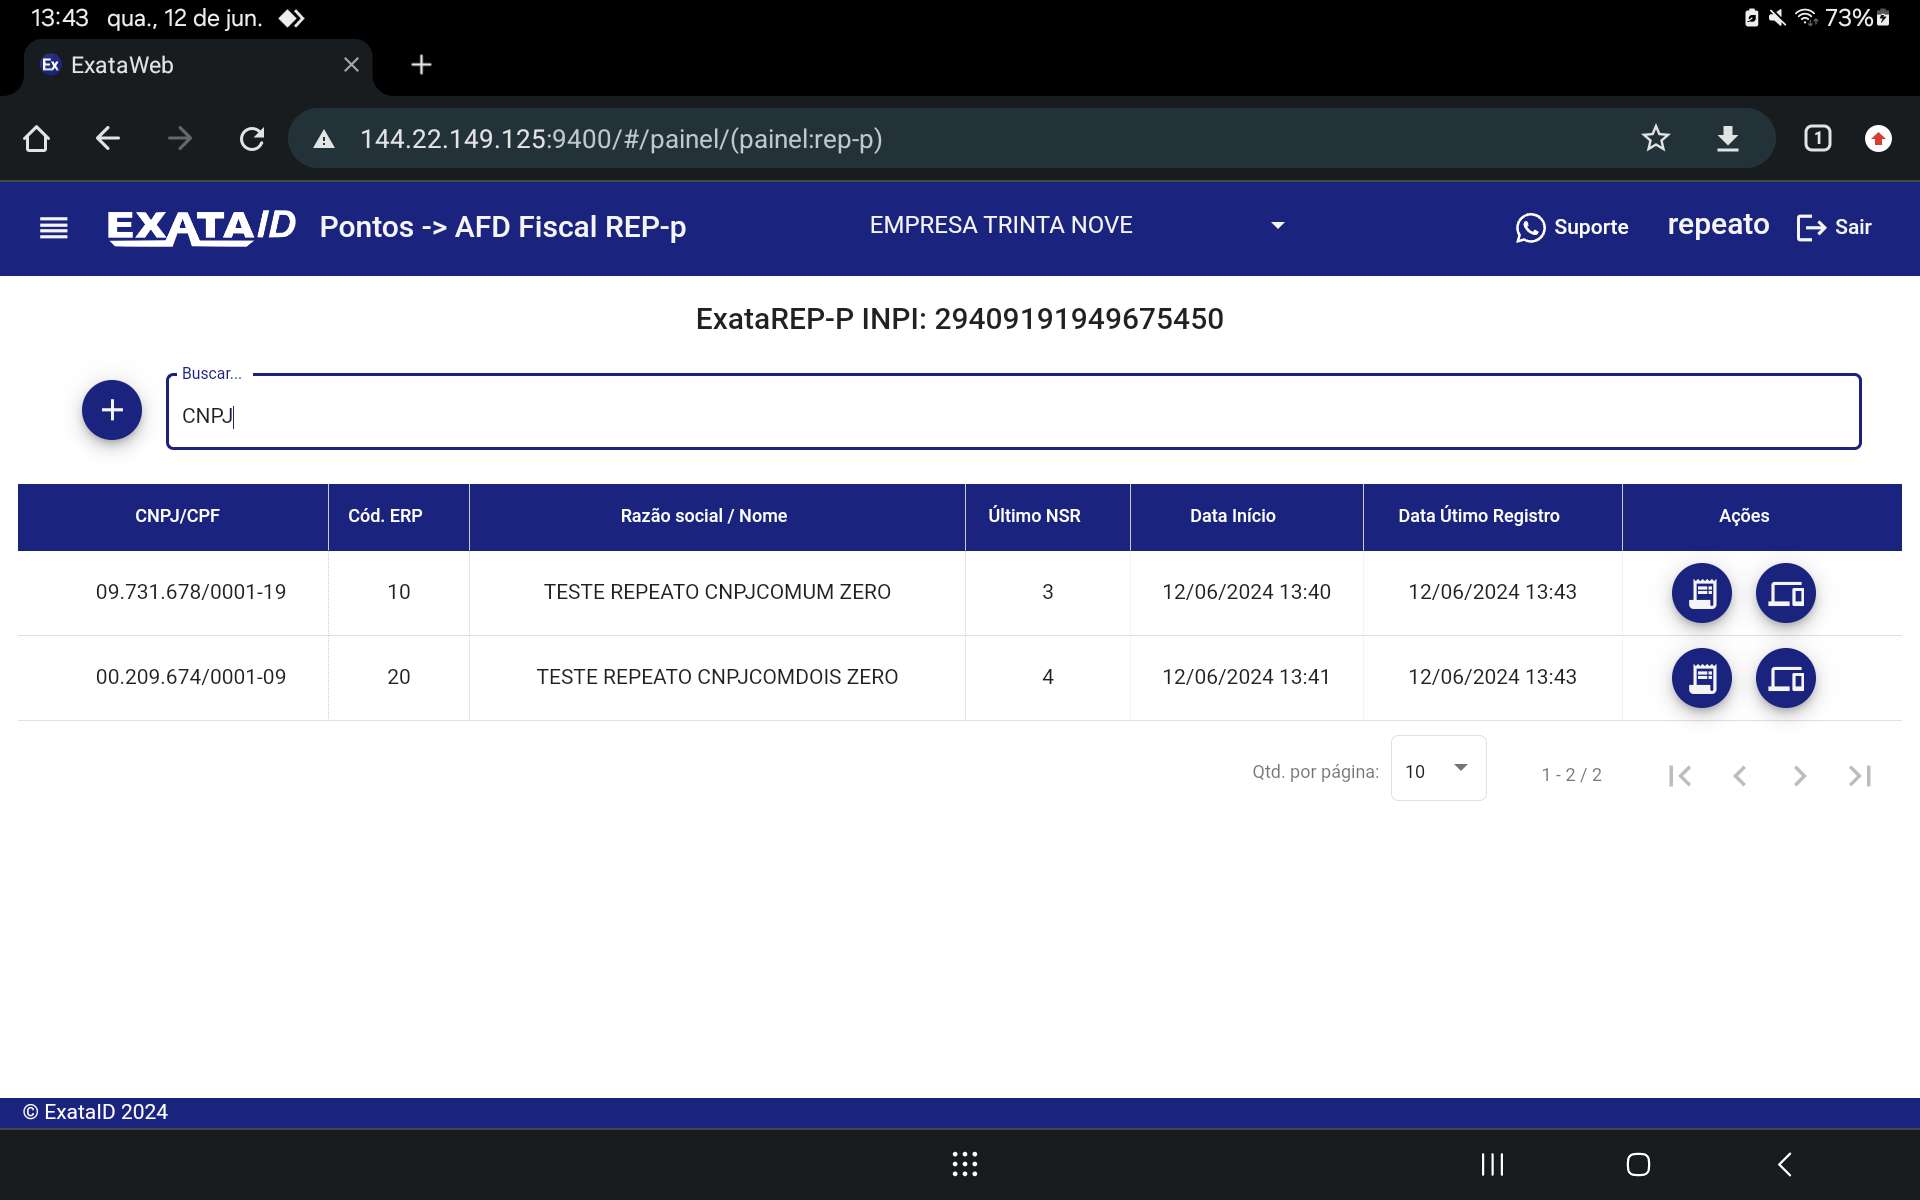 13:43 qua., 12 de jun. 73%
Ex ExataWeb
144.22.149.125:9400/#/painel/(painel:rep-p) 1
EXATAID Pontos -> AFD Fiscal REP-p EMPRESA TRINTA NOVE Suporte repeato Sair
ExataREP-P INPI: 29409191949675450
Buscar...
CNPJ
CNPJ/CPF Cód. ERP Razão social / Nome Último NSR Data Início Data Útimo Registro Ações
09.731.678/0001-19 10 TESTE REPEATO CNPJCOMUM ZERO 3 12/06/2024 13:40 12/06/2024 13:43
00.209.674/0001-09 20 TESTE REPEATO CNPJCOMDOIS ZERO 4 12/06/2024 13:41 12/06/2024 13:43
Qtd. por página: 10 1 - 2 / 2
© ExataID 2024